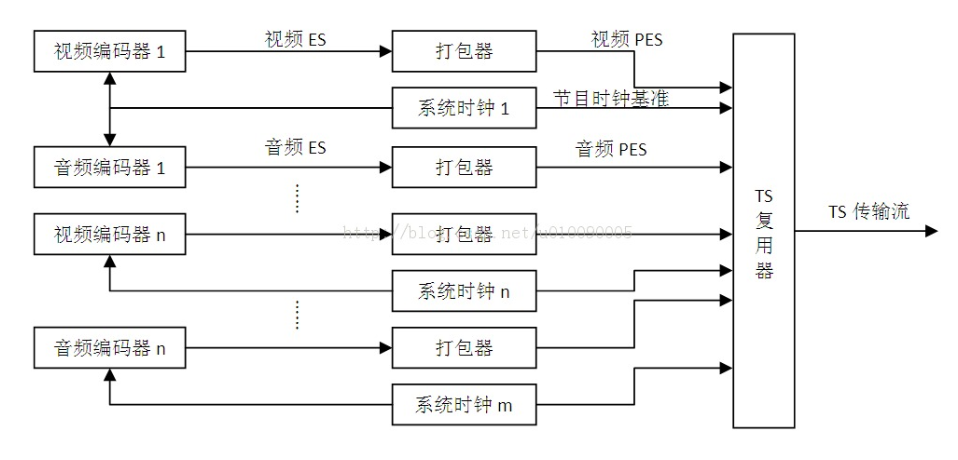 视频编码器 1
视频 ES
打包器
视频 PES
系统时钟 1
节目时钟基准
音频编码器 1
音频 ES
打包器
音频 PES
视频编码器 n
打包器
系统时钟 n
音频编码器 n
打包器
系统时钟 m
TS
复
用
器
TS 传输流